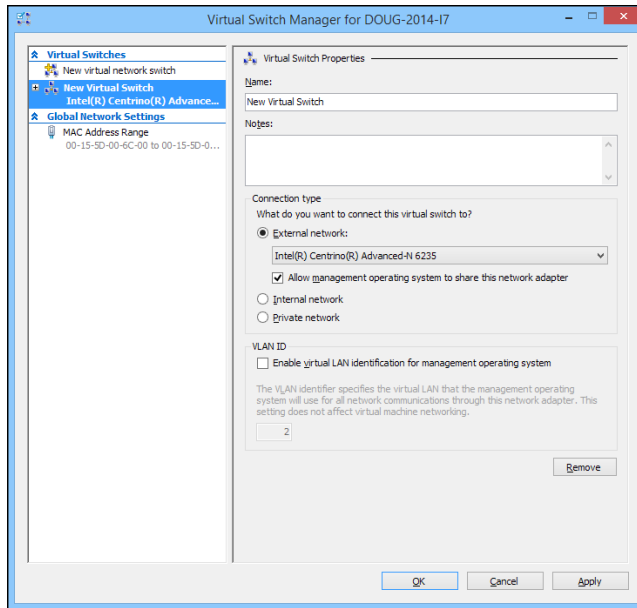 Virtual Switch Manager for DOUG-2014-I7
Virtual Switches
New virtual network switch
New Virtual Switch
Intel(R) Centrino(R) Advance...
Global Network Settings
MAC Address Range
00-15-5D-00-6C-00 to 00-15-5D-0...
Virtual Switch Properties
Name:
New Virtual Switch
Notes:
Connection type
What do you want to connect this virtual switch to?
External network:
Intel(R) Centrino(R) Advanced-N 6235
Allow management operating system to share this network adapter
Internal network
Private network
VLAN ID
Enable virtual LAN identification for management operating system
The VLAN identifier specifies the virtual LAN that the management operating
system will use for all network communications through this network adapter. This
setting does not affect virtual machine networking.
2
Remove
OK
Cancel
Apply